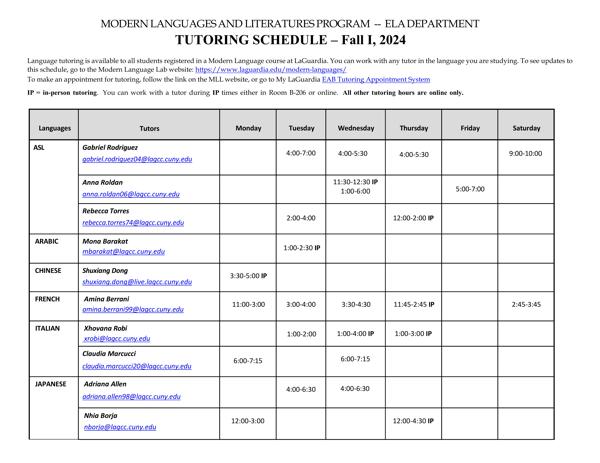 MODERN LANGUAGES AND LITERATURES PROGRAM -- ELA DEPARTMENT
TUTORING SCHEDULE – Fall I, 2024
Language tutoring is available to all students registered in a Modern Language course at LaGuardia. You can work with any tutor in the language you are studying. To see updates to
this schedule, go to the Modern Language Lab website: https://www.laguardia.edu/modern-languages/
To make an appointment for tutoring, follow the link on the MLL website, or go to My LaGuardia EAB Tutoring Appointment System
IP = in-person tutoring. You can work with a tutor during IP times either in Room B-206 or online. All other tutoring hours are online only.
Languages Tutors Monday Tuesday Wednesday Thursday Friday Saturday
ASL Gabriel Rodriguez 4:00-7:00 4:00-5:30 4:00-5:30 9:00-10:00
gabriel.rodriguez04@lagcc.cuny.edu
Anna Roldan 11:30-12:30 IP
anna.roldan06@lagcc.cuny.edu 1:00-6:00 5:00-7:00
Rebecca Torres 2:00-4:00 12:00-2:00 IP
rebecca.torres74@lagcc.cuny.edu
ARABIC Mona Barakat 1:00-2:30 IP
mbarakat@lagcc.cuny.edu
CHINESE Shuxiang Dong 3:30-5:00 IP
shuxiang.dong@live.lagcc.cuny.edu
FRENCH Amina Berrani 11:00-3:00 3:00-4:00 3:30-4:30 11:45-2:45 IP 2:45-3:45
amina.berrani99@lagcc.cuny.edu
ITALIAN Xhovana Robi 1:00-2:00 1:00-4:00 IP 1:00-3:00 IP
xrobi@lagcc.cuny.edu
Claudia Marcucci 6:00-7:15 6:00-7:15
claudia.marcucci20@lagcc.cuny.edu
JAPANESE Adriana Allen 4:00-6:30 4:00-6:30
adriana.allen98@lagcc.cuny.edu
Nhia Borja 12:00-3:00 12:00-4:30 IP
nborja@lagcc.cuny.edu